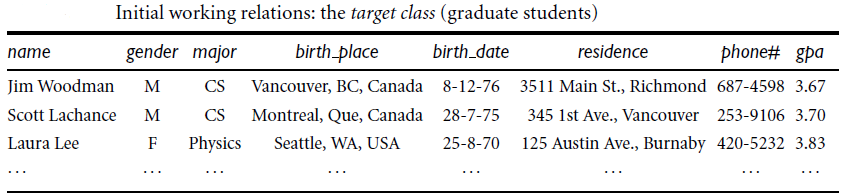 Initial working relations: the target class (graduate students)
name gender major birth_place birth_date residence phone# gpa
Jim Woodman M CS Vancouver, BC, Canada 8-12-76 3511 Main St., Richmond 687-4598 3.67
Scott Lachance M CS Montreal, Que, Canada 28-7-75 345 1st Ave., Vancouver 253-9106 3.70
Laura Lee F Physics Seattle, WA, USA 25-8-70 125 Austin Ave., Burnaby 420-5232 3.83
... ... ... ... ... ... ... ...